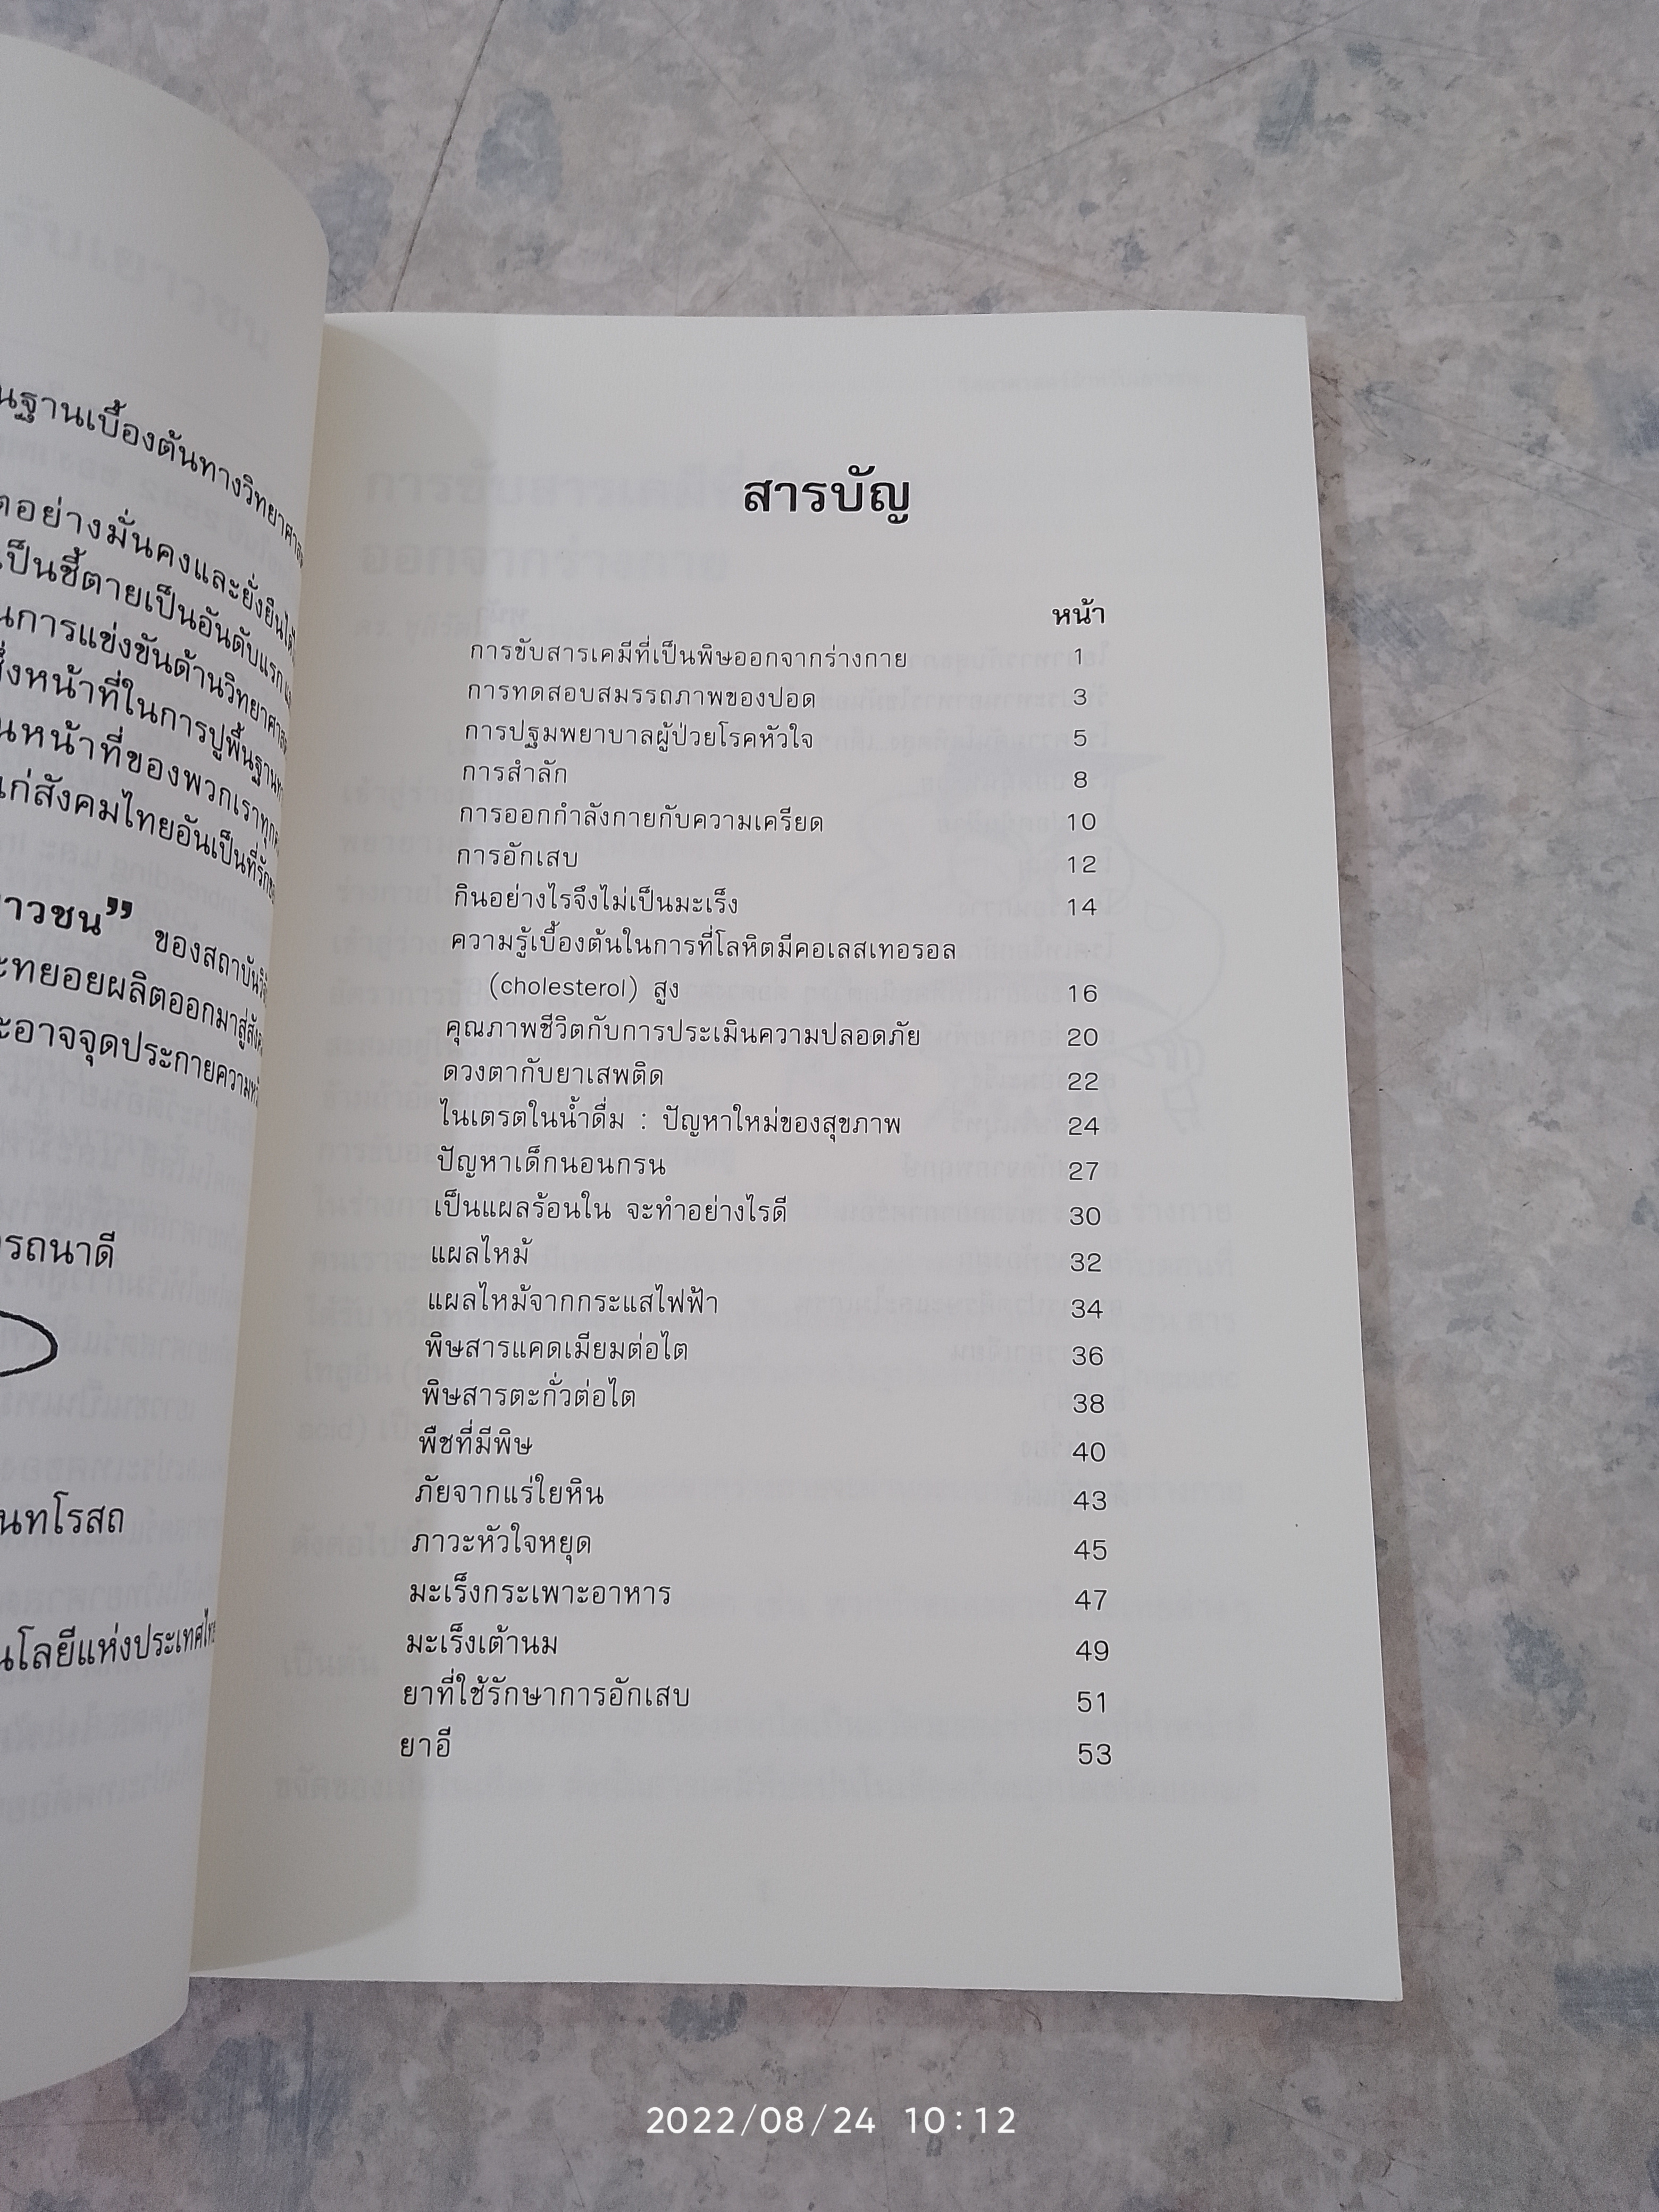 นฐานเบื้องต้นทางวิทยาศาส
อย่างมั่นคงและยั่งยืนได้
เป็นชี้ตายเป็นอันดับแรก
นการแข่งขันด้านวิทยาศาส
หน้าที่ในการปูพื้นฐาน
นหน้าที่ของพวกเราทุก
แก่สังคมไทยอันเป็นที่รัก
าวชน” ของสถาบัน
ะทยอยผลิตออกมาสู่
ะอาจจุดประกายความ
รถนาดี
นทโรสถ
นโลยีแห่งประเทศไท
สารบัญ
หน้า
การขับสารเคมีที่เป็นพิษออกจากร่างกาย 1
การทดสอบสมรรถภาพของปอด 3
การปฐมพยาบาลผู้ป่วยโรคหัวใจ 5
การสำลัก 8
การออกกำลังกายกับความเครียด 10
การอักเสบ 12
กินอย่างไรจึงไม่เป็นมะเร็ง 14
ความรู้เบื้องต้นในการที่โลหิตมีคอเลสเทอรอล
(cholesterol) สูง 16
คุณภาพชีวิตกับการประเมินความปลอดภัย 20
ดวงตากับยาเสพติด 22
ไนเตรตในน้ำดื่ม : ปัญหาใหม่ของสุขภาพ 24
ปัญหาเด็กนอนกรน 27
เป็นแผลร้อนใน จะทำอย่างไรดี 30
แผลไหม้ 32
แผลไหม้จากกระแสไฟฟ้า 34
พิษสารแคดเมียมต่อไต 36
พิษสารตะกั่วต่อไต 38
พืชที่มีพิษ 40
ภัยจากแร่ใยหิน 43
ภาวะหัวใจหยุด 45
มะเร็งกระเพาะอาหาร 47
มะเร็งเต้านม 49
ยาที่ใช้รักษาการอักเสบ 51
ยาอี 53
2022/08/24 10:12